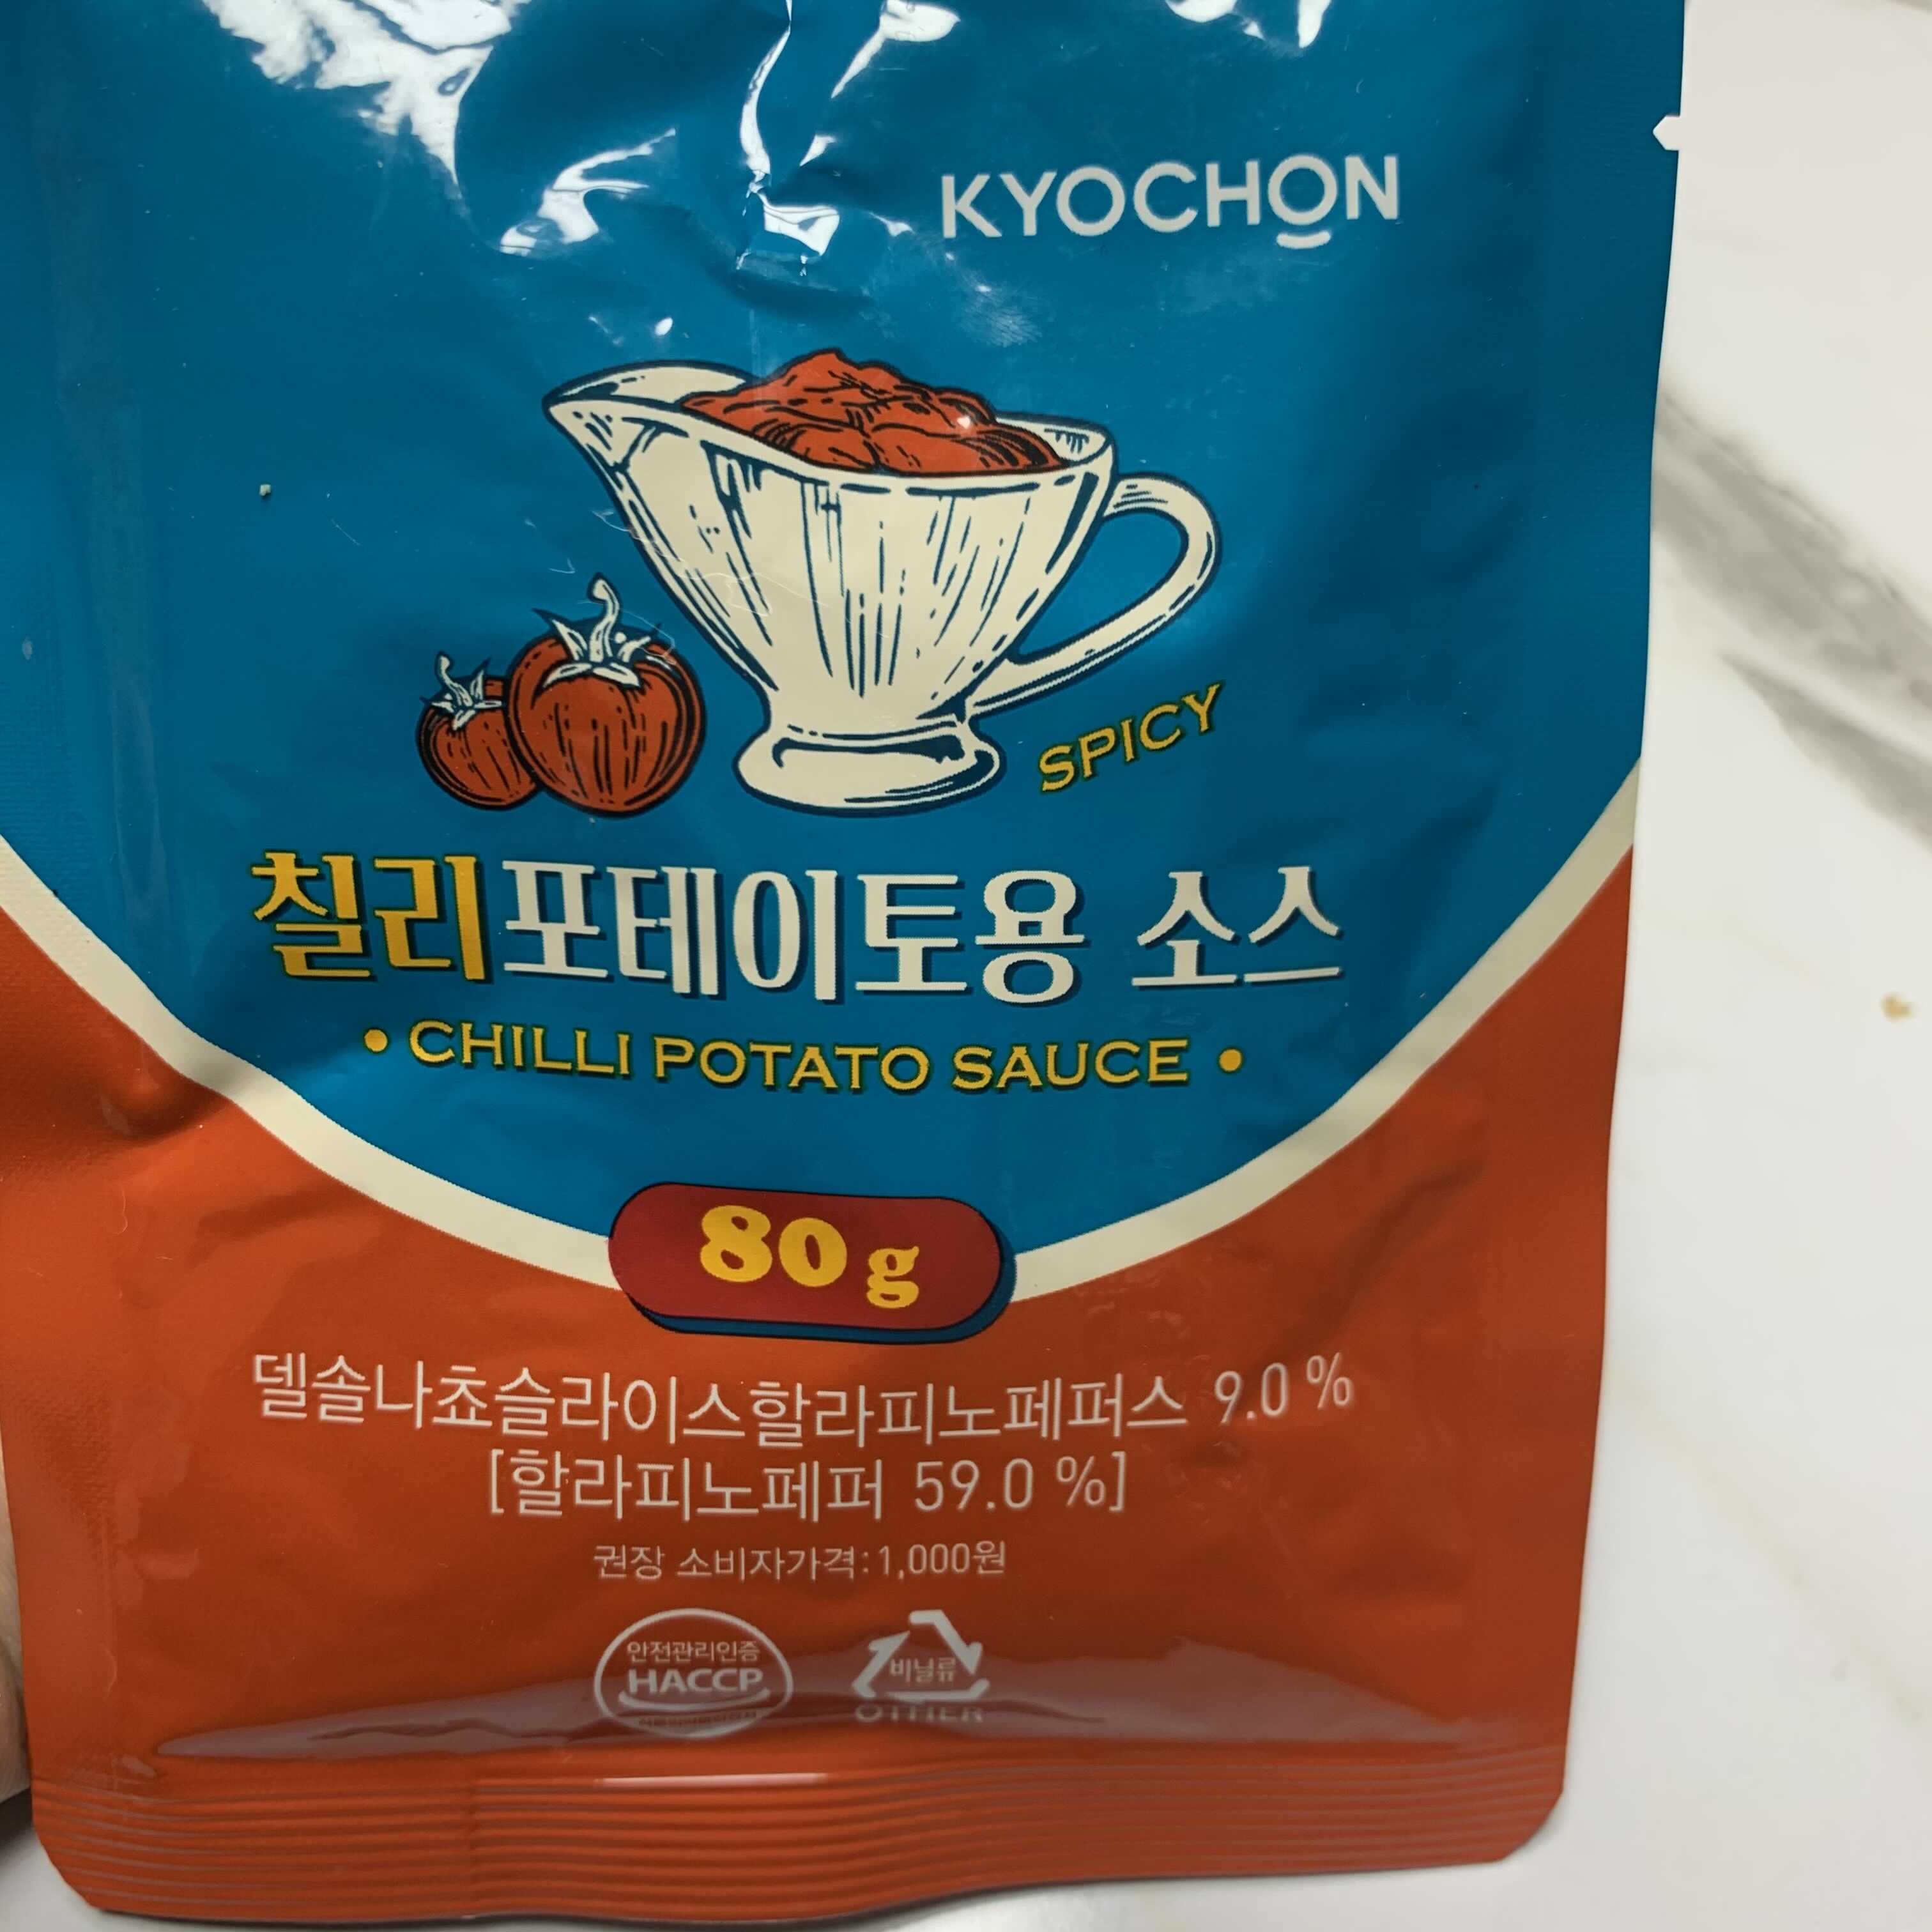 KYOCHON
SPICY
칠리포테이토용 소스
• CHILLI POTATO SAUCE •
80 g
델솔나쵸슬라이스할라피노페퍼스 9.0 %
[할라피노페퍼 59.0 %]
권장 소비자가격:1,000원
안전관리인증
HACCP
비닐류
OTHER